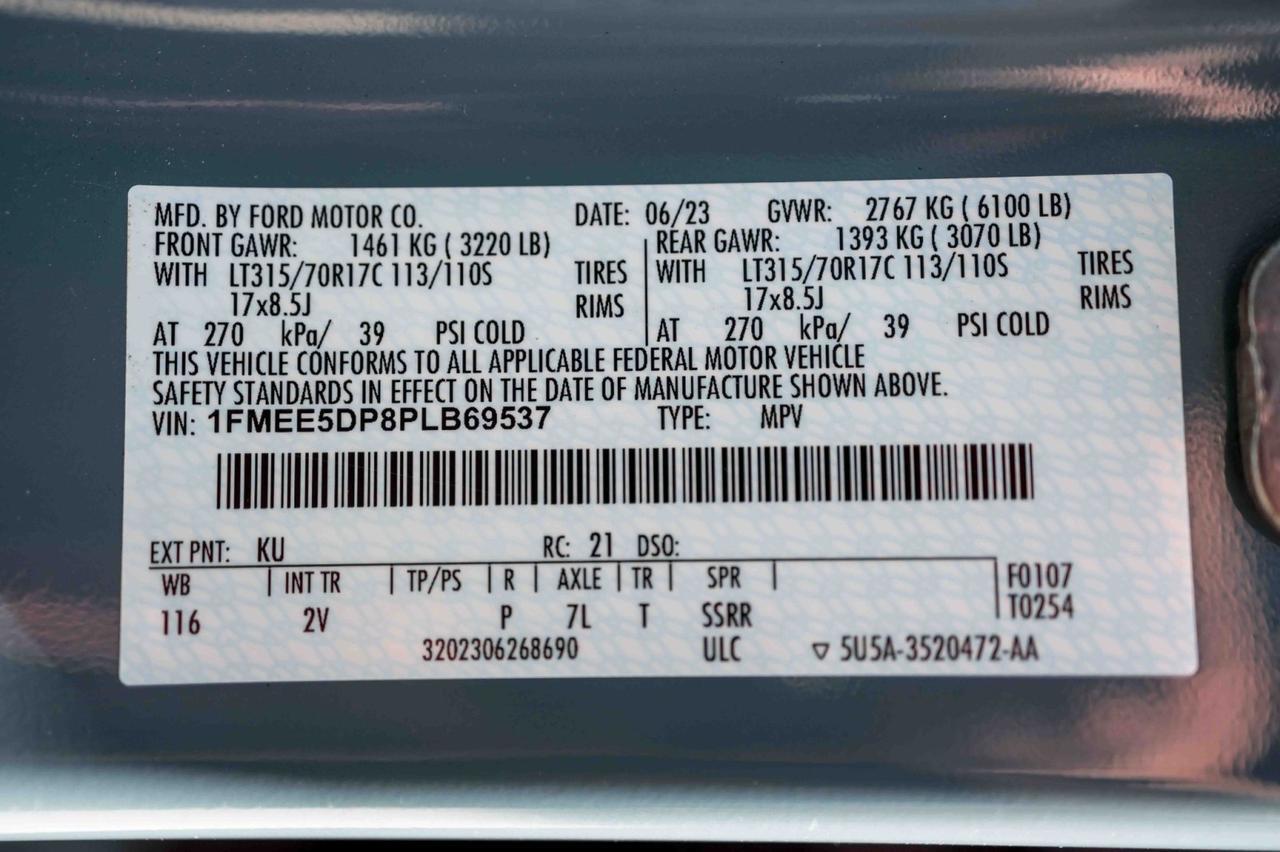 MFD. BY FORD MOTOR CO. DATE: 06/23 GVWR: 2767 KG ( 6100 LB)
FRONT GAWR: 1461 KG ( 3220 LB) REAR GAWR: 1393 KG ( 3070 LB)
WITH LT315/70R17C 113/110S TIRES WITH LT315/70R17C 113/110S TIRES
17x8.5J RIMS 17x8.5J RIMS
AT 270 kPa/ 39 PSI COLD AT 270 kPa/ 39 PSI COLD
THIS VEHICLE CONFORMS TO ALL APPLICABLE FEDERAL MOTOR VEHICLE
SAFETY STANDARDS IN EFFECT ON THE DATE OF MANUFACTURE SHOWN ABOVE.
VIN: 1FMEE5DP8PLB69537 TYPE: MPV
EXT PNT: KU RC: 21 DSO:
WB INT TR TP/PS R AXLE TR SPR F0107
116 2V P 7L T SSRR T0254
3202306268690 ULC ▽ 5U5A-3520472-AA